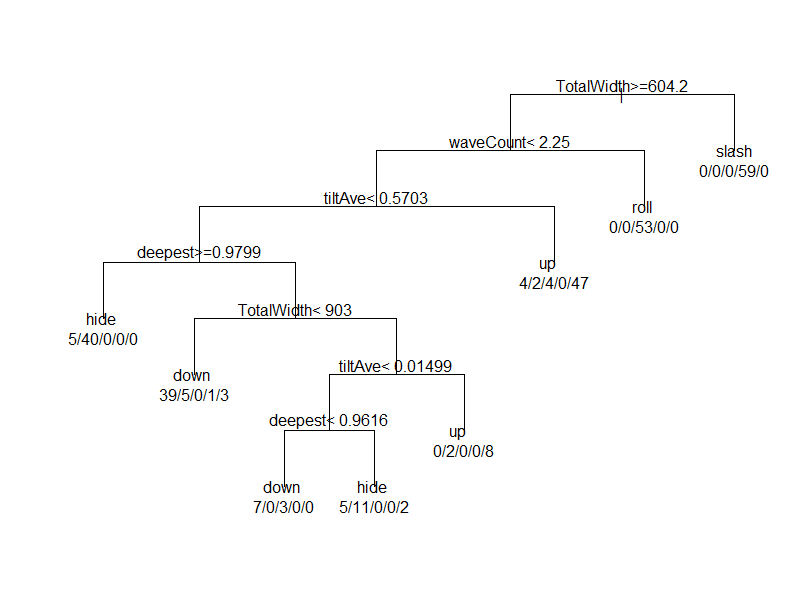 TotalWidth>=604.2
waveCount< 2.25
slash
0/0/0/59/0
tiltAve< 0.5703
roll
0/0/53/0/0
deepest>=0.9799
up
4/2/4/0/47
hide
5/40/0/0/0
TotalWidth< 903
down
39/5/0/1/3
tiltAve< 0.01499
deepest< 0.9616
up
0/2/0/0/8
down
7/0/3/0/0
hide
5/11/0/0/2